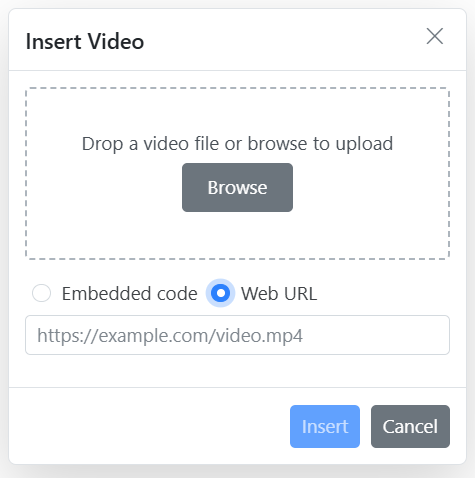 Insert Video
Drop a video file or browse to upload
Browse
Embedded code Web URL
https://example.com/video.mp4
Insert Cancel